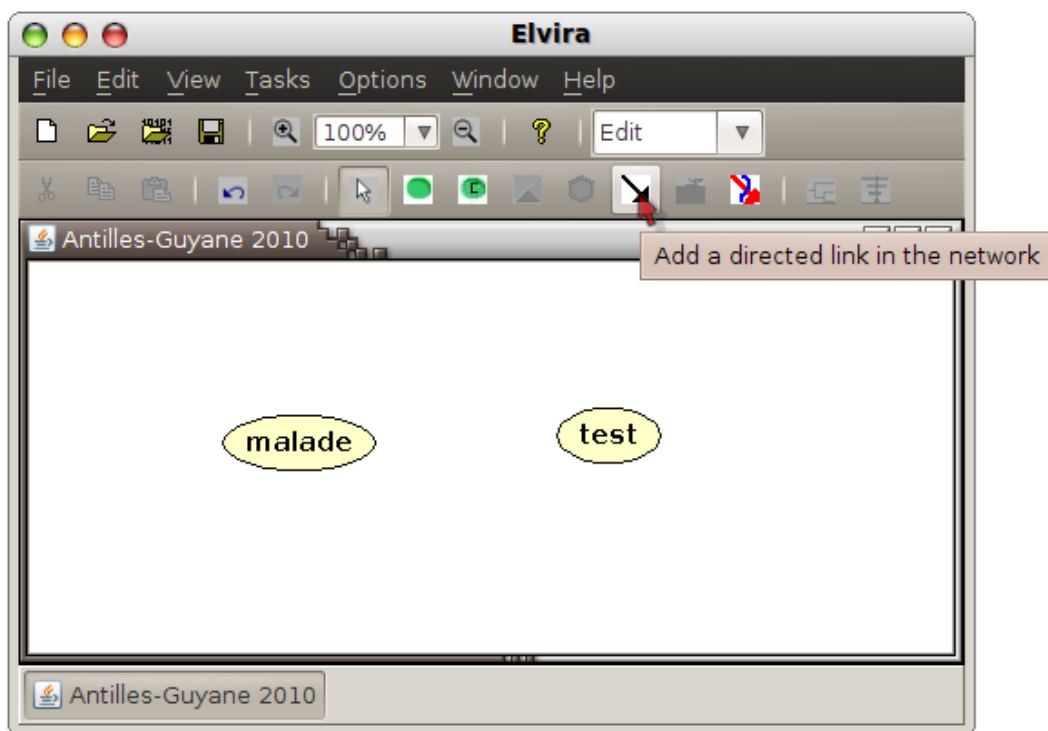 Elvira
File Edit View Tasks Options Window Help
100% Edit
Antilles-Guyane 2010
Add a directed link in the network
malade test
Antilles-Guyane 2010